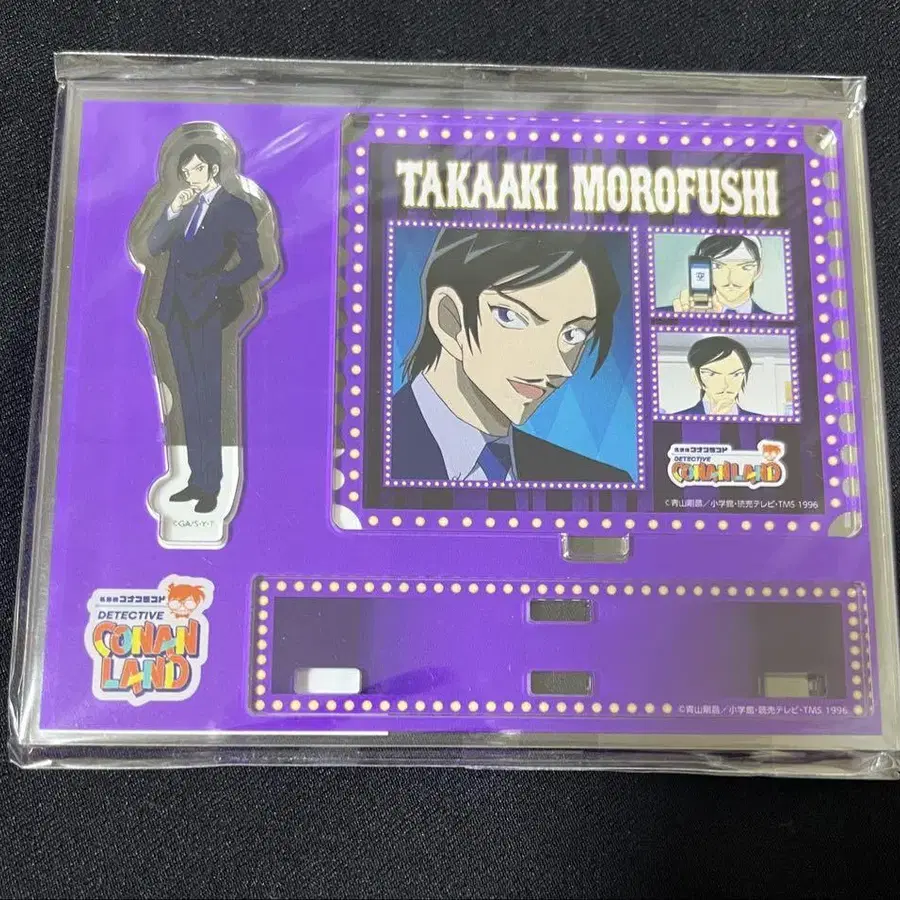 TAKAAKI MOROFUSHI
空
名探偵コナンランド
DETECTIVE
CONAN LAND
©青山剛昌／小学館・読売テレビ・TMS 1996
©GA/S・Y・T
名探偵コナンランド
DETECTIVE
CONAN
LAND
©青山剛昌／小学館・読売テレビ・TMS 1996